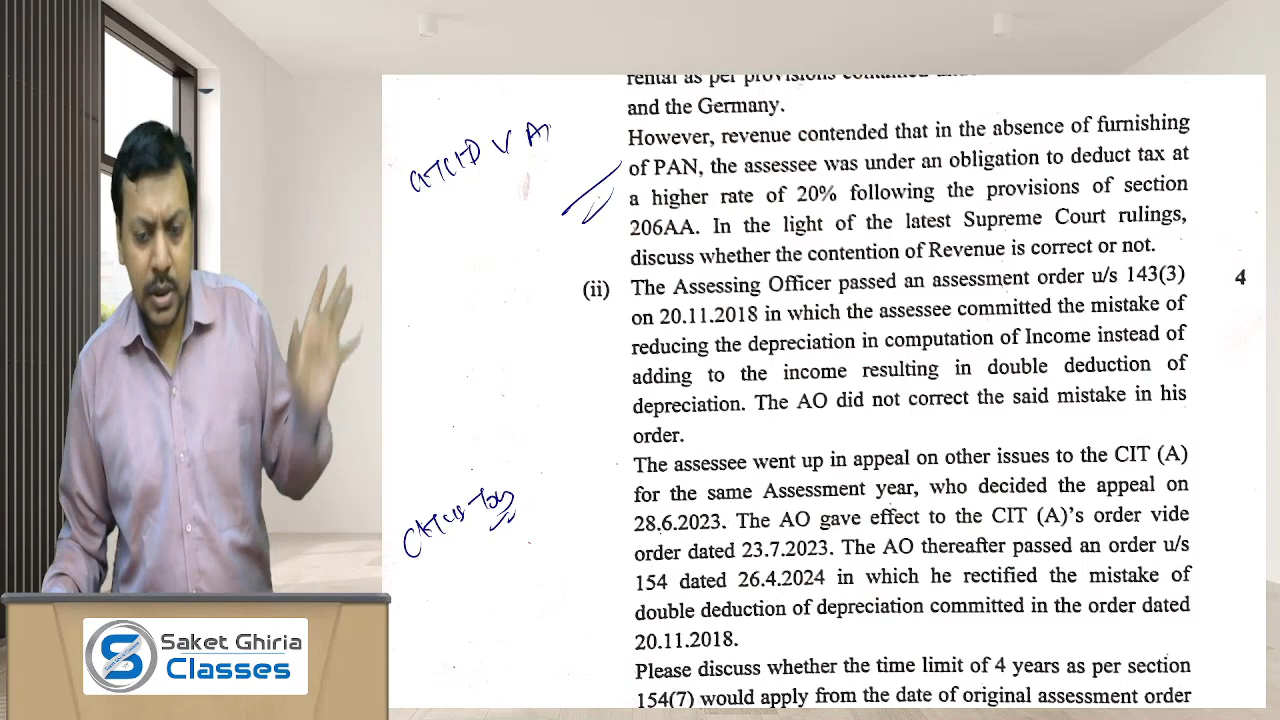 rental as per provisions contained
and the Germany.
However, revenue contended that in the absence of furnishing
of PAN, the assessee was under an obligation to deduct tax at
a higher rate of 20% following the provisions of section
206AA. In the light of the latest Supreme Court rulings,
discuss whether the contention of Revenue is correct or not.
(ii) The Assessing Officer passed an assessment order u/s 143(3) 4
on 20.11.2018 in which the assessee committed the mistake of
reducing the depreciation in computation of Income instead of
adding to the income resulting in double deduction of
depreciation. The AO did not correct the said mistake in his
order.
The assessee went up in appeal on other issues to the CIT (A)
for the same Assessment year, who decided the appeal on
28.6.2023. The AO gave effect to the CIT (A)'s order vide
order dated 23.7.2023. The AO thereafter passed an order u/s
154 dated 26.4.2024 in which he rectified the mistake of
double deduction of depreciation committed in the order dated
20.11.2018.
Please discuss whether the time limit of 4 years as per section
154(7) would apply from the date of original assessment order
S
Saket Ghiria
Classes